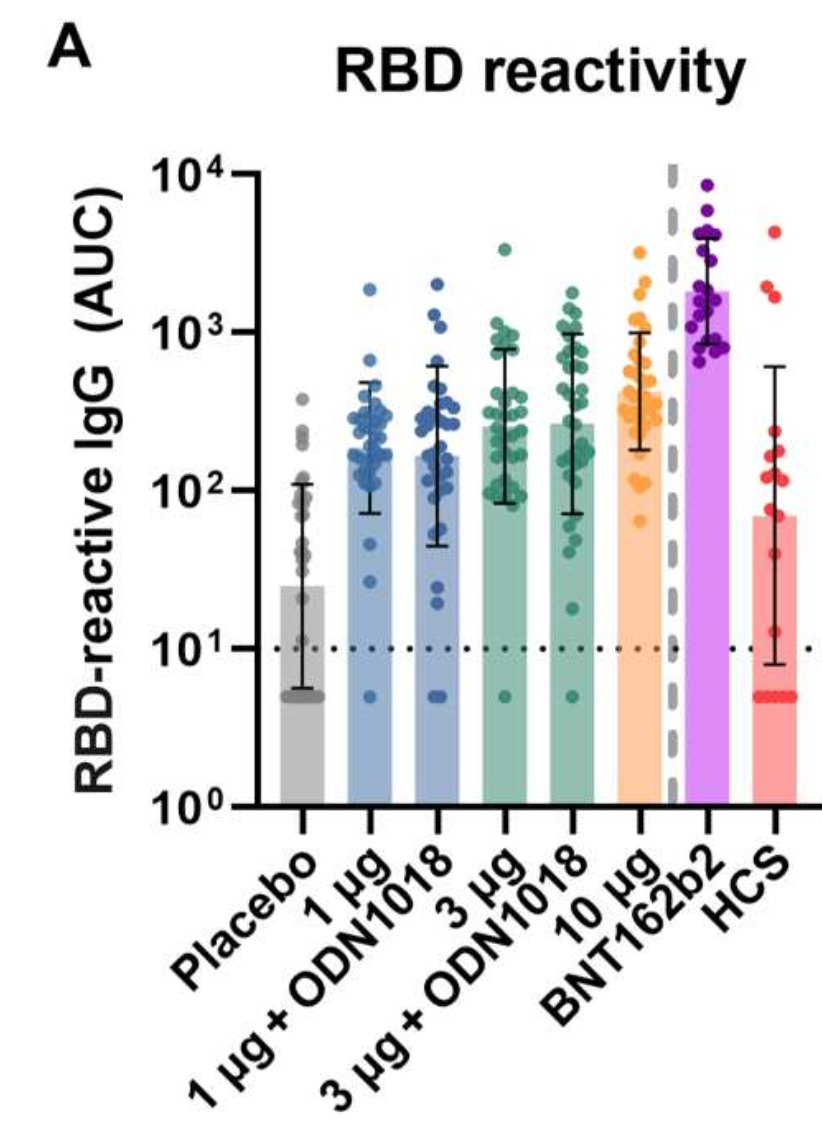 A
RBD reactivity
RBD-reactive IgG (AUC)
10⁴
10³
10²
10¹
10⁰
Placebo
1 µg
1 µg + ODN1018
3 µg
3 µg + ODN1018
10 µg
BNT162b2
HCS